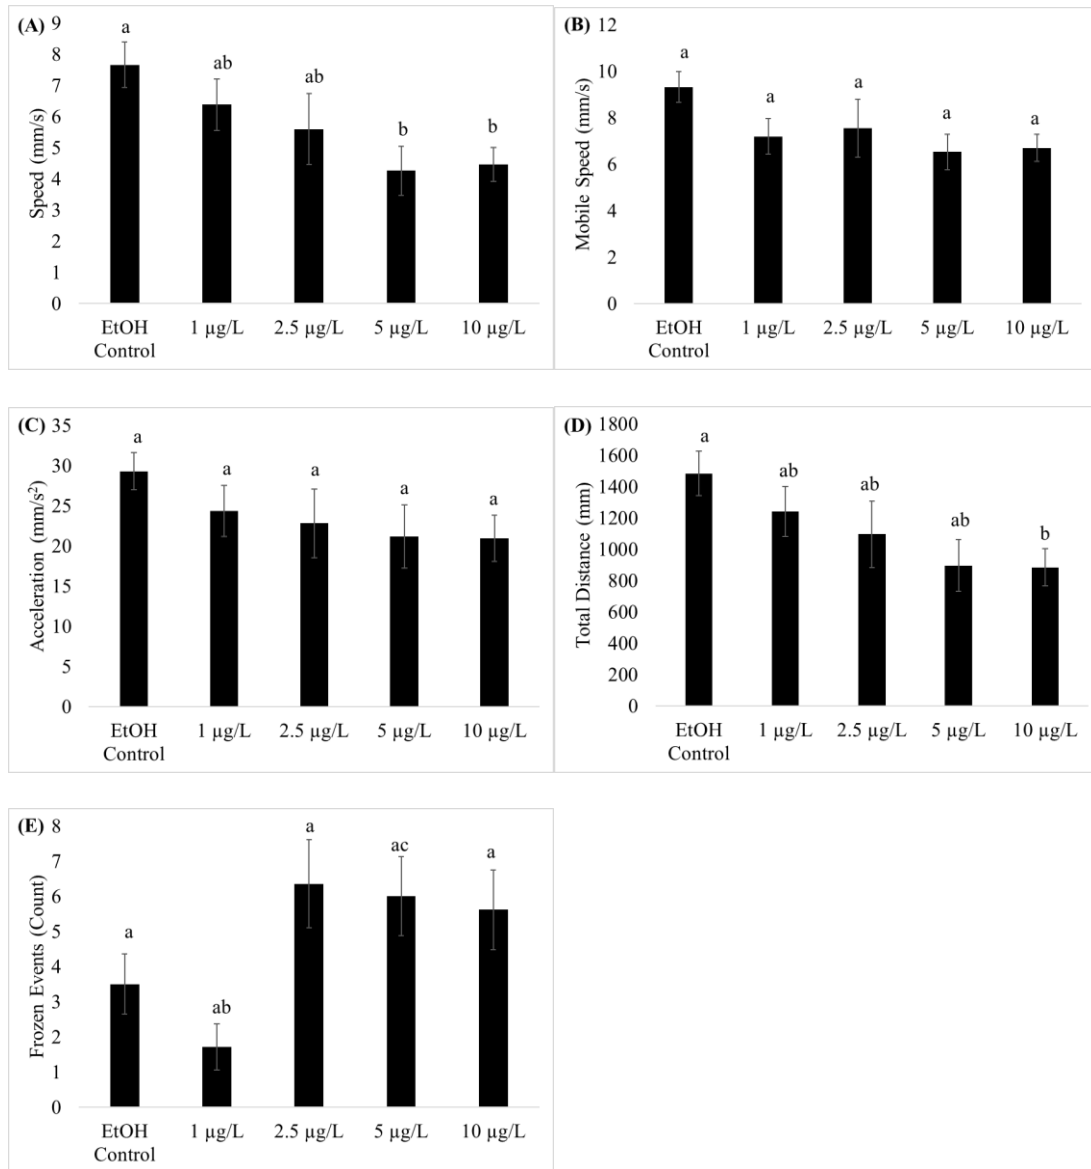 (A)
9
8
7
6
5
4
3
2
1
0
Speed (mm/s)
a
ab
ab
b
b
EtOH
Control
1 µg/L
2.5 µg/L
5 µg/L
10 µg/L
(B)
12
10
8
6
4
2
0
Mobile Speed (mm/s)
a
a
a
a
a
EtOH
Control
1 µg/L
2.5 µg/L
5 µg/L
10 µg/L
(C)
35
30
25
20
15
10
5
0
Acceleration (mm/s²)
a
a
a
a
a
EtOH
Control
1 µg/L
2.5 µg/L
5 µg/L
10 µg/L
(D)
1800
1600
1400
1200
1000
800
600
400
200
0
Total Distance (mm)
a
ab
ab
ab
b
EtOH
Control
1 µg/L
2.5 µg/L
5 µg/L
10 µg/L
(E)
8
7
6
5
4
3
2
1
0
Frozen Events (Count)
a
ab
a
ac
a
EtOH
Control
1 µg/L
2.5 µg/L
5 µg/L
10 µg/L